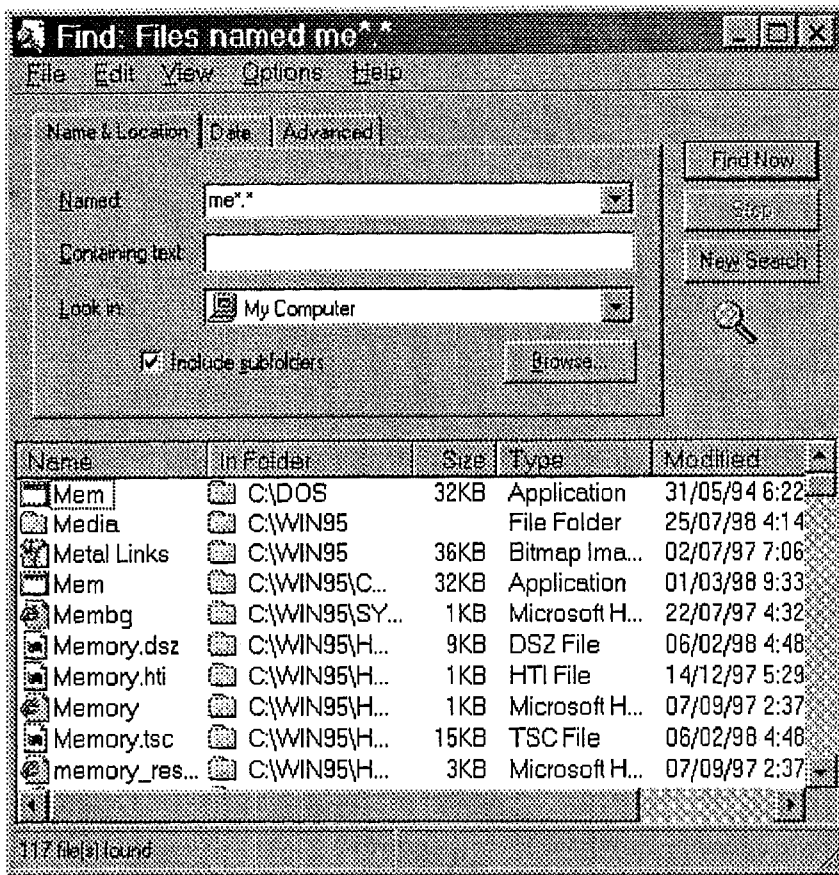 Find: Files named me*.*
File Edit View Options Help
Name & Location Date Advanced
Find Now
Named: me*.*
Stop
Containing text:
New Search
Look in: My Computer
Include subfolders Browse...
Name In Folder Size Type Modified
Mem C:\DOS 32KB Application 31/05/94 6:22
Media C:\WIN95 File Folder 25/07/98 4:14
Metal Links C:\WIN95 36KB Bitmap Ima... 02/07/97 7:06
Mem C:\WIN95\C... 32KB Application 01/03/98 9:33
Membg C:\WIN95\SY... 1KB Microsoft H... 22/07/97 4:32
Memory.dsz C:\WIN95\H... 9KB DSZ File 06/02/98 4:48
Memory.hti C:\WIN95\H... 1KB HTI File 14/12/97 5:29
Memory C:\WIN95\H... 1KB Microsoft H... 07/09/97 2:37
Memory.tsc C:\WIN95\H... 15KB TSC File 06/02/98 4:48
memory_res... C:\WIN95\H... 3KB Microsoft H... 07/09/97 2:37
117 file(s) found